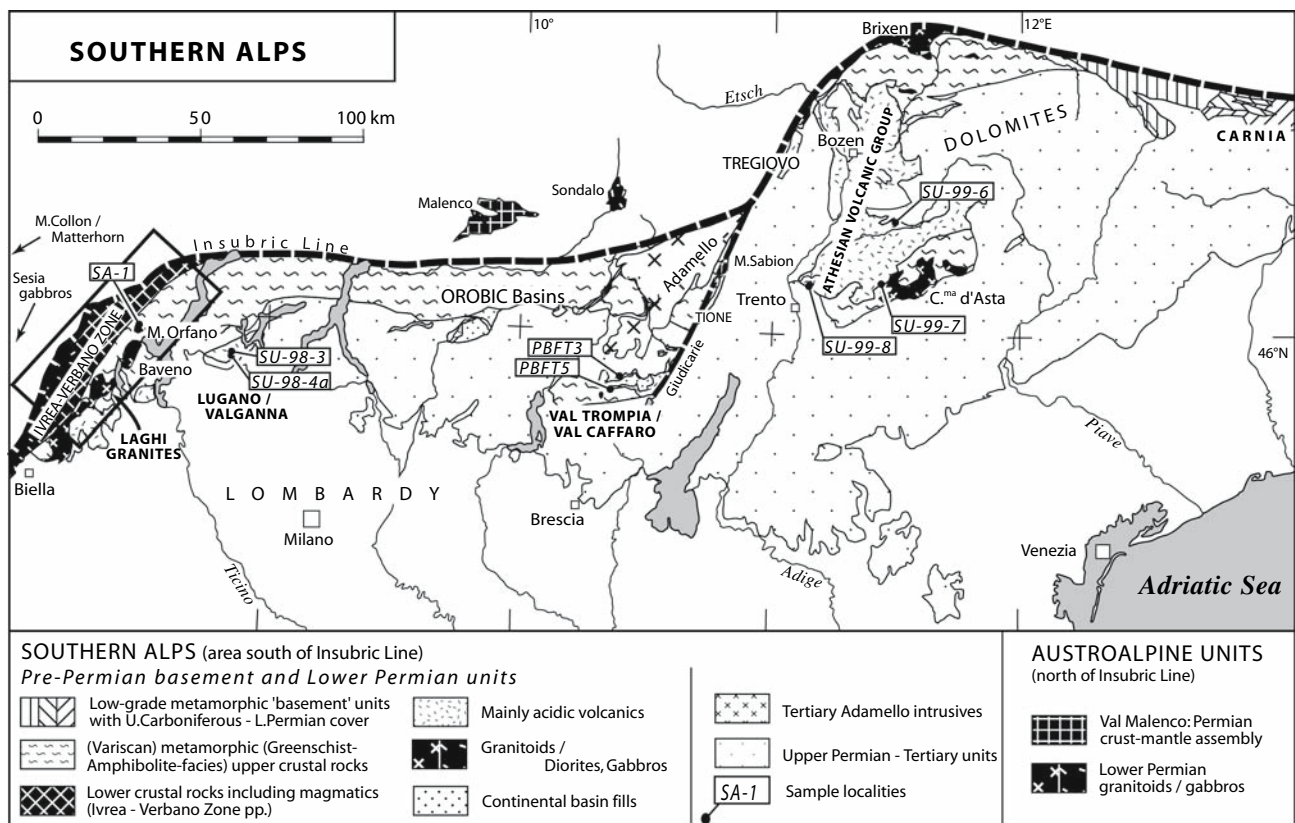 SOUTHERN ALPS
0 50 100 km
10°
12°E
46°N
Brixen
Etsch
Bozen
TREGIOVO
DOLOMITES
CARNIA
ATHESIAN VOLCANIC GROUP
SU-99-6
Sondalo
Malenco
M.Collon /
Matterhorn
Insubric Line
SA-1
Sesia
gabbros
IVREA-VERBANO ZONE
M. Orfano
Baveno
OROBIC Basins
Adamello
M.Sabion
Trento
TIONE
C.ma d'Asta
SU-99-7
SU-99-8
SU-98-3
SU-98-4a
PBFT3
PBFT5
Giudicarie
LUGANO /
VALGANNA
VAL TROMPIA /
VAL CAFFARO
LAGHI
GRANITES
Biella
LOMBARDY
Milano
Brescia
Ticino
Adige
Piave
Venezia
Adriatic Sea
SOUTHERN ALPS (area south of Insubric Line)
Pre-Permian basement and Lower Permian units
Low-grade metamorphic 'basement' units
with U.Carboniferous - L.Permian cover
(Variscan) metamorphic (Greenschist-
Amphibolite-facies) upper crustal rocks
Lower crustal rocks including magmatics
(Ivrea - Verbano Zone pp.)
Mainly acidic volcanics
Granitoids /
Diorites, Gabbros
Continental basin fills
Tertiary Adamello intrusives
Upper Permian - Tertiary units
SA-1 Sample localities
AUSTROALPINE UNITS
(north of Insubric Line)
Val Malenco: Permian
crust-mantle assembly
Lower Permian
granitoids / gabbros